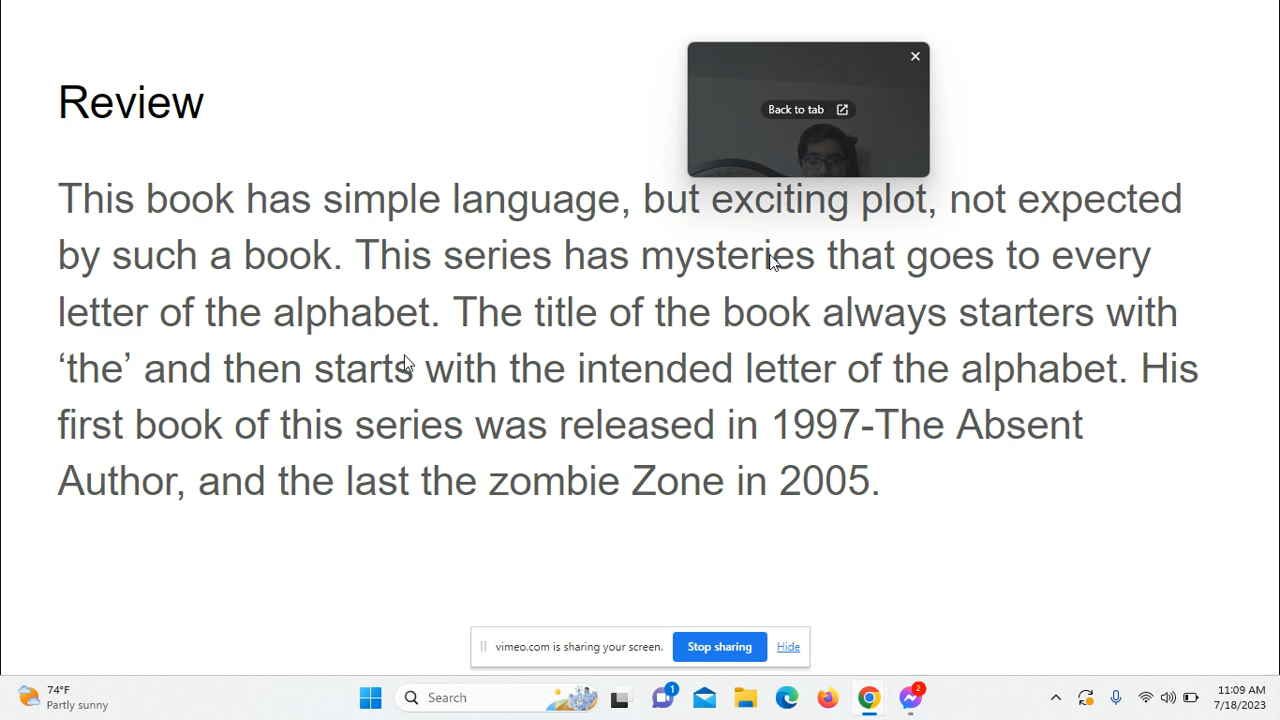 Back to tab
Review
This book has simple language, but exciting plot, not expected
by such a book. This series has mysteries that goes to every
letter of the alphabet. The title of the book always starters with
‘the’ and then starts with the intended letter of the alphabet. His
first book of this series was released in 1997-The Absent
Author, and the last the zombie Zone in 2005.
vimeo.com is sharing your screen. Stop sharing Hide
74°F
Partly sunny
Search
1
2
11:09 AM
7/18/2023